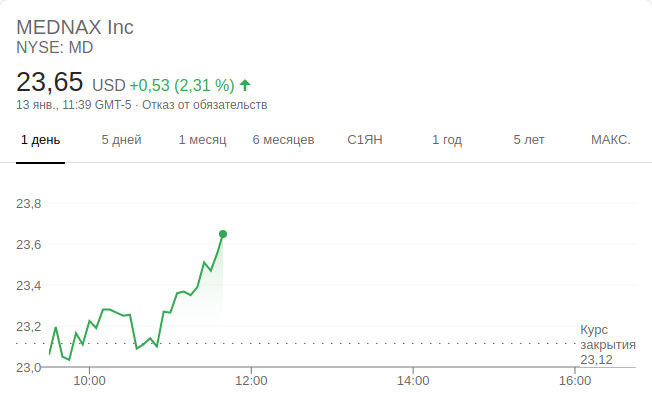 MEDNAX Inc
NYSE: MD
23,65 USD +0,53 (2,31 %)
13 янв., 11:39 GMT-5 · Отказ от обязательств
1 день 5 дней 1 месяц 6 месяцев С1ЯН 1 год 5 лет МАКС.
23,8
23,6
23,4
23,2
23,0
Курс
закрытия
23,12
10:00 12:00 14:00 16:00